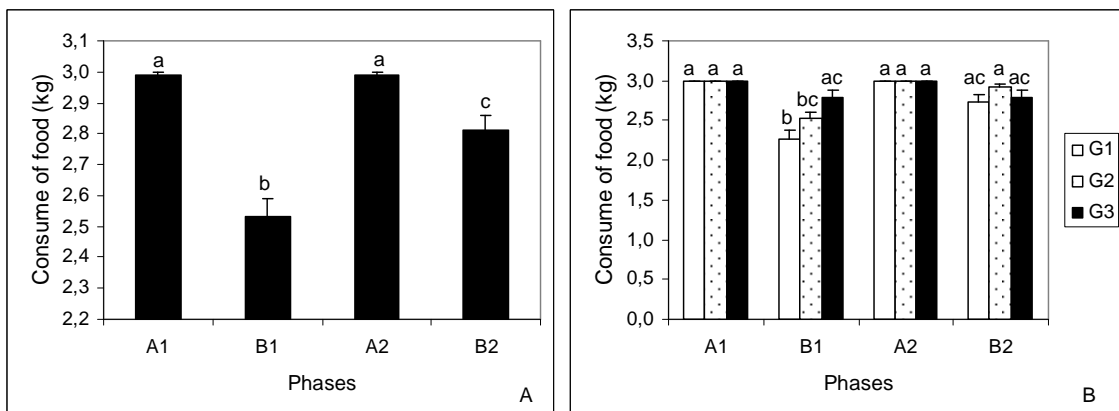 Consume of food (kg)
3,1
3,0
2,9
2,8
2,7
2,6
2,5
2,4
2,3
2,2
a
b
a
c
A1 B1 A2 B2
Phases
A
Consume of food (kg)
3,5
3,0
2,5
2,0
1,5
1,0
0,5
0,0
a a a
b bc ac
a a a
ac a ac
A1 B1 A2 B2
Phases
B
G1
G2
G3